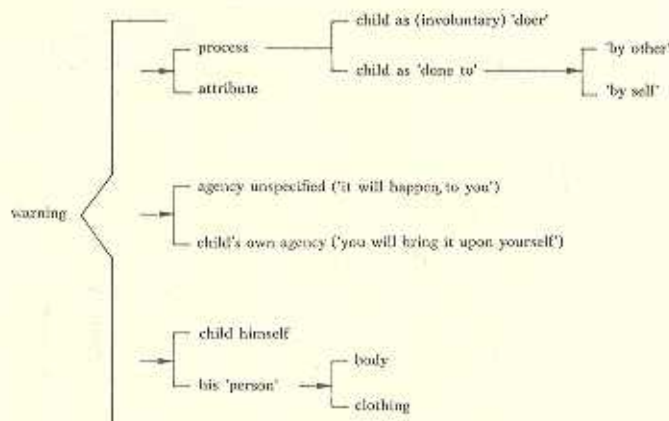 child as (involuntary) 'doer'
process
'by other'
child as 'done to'
attribute
'by self'
agency unspecified ('it will happen to you')
warning
child's own agency ('you will bring it upon yourself')
child himself
body
his 'person'
clothing